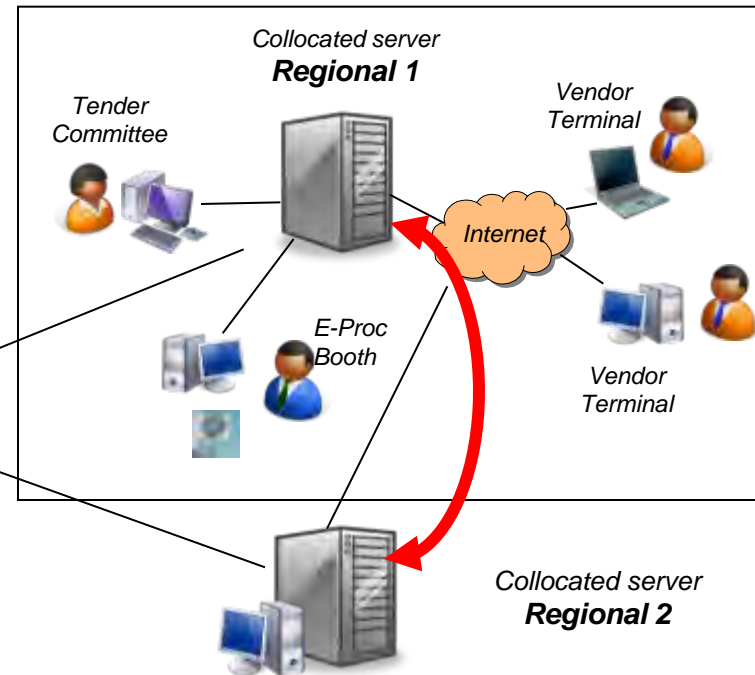 Collocated server
Regional 1
Tender
Committee
Vendor
Terminal
Internet
E-Proc
Booth
Vendor
Terminal
Collocated server
Regional 2